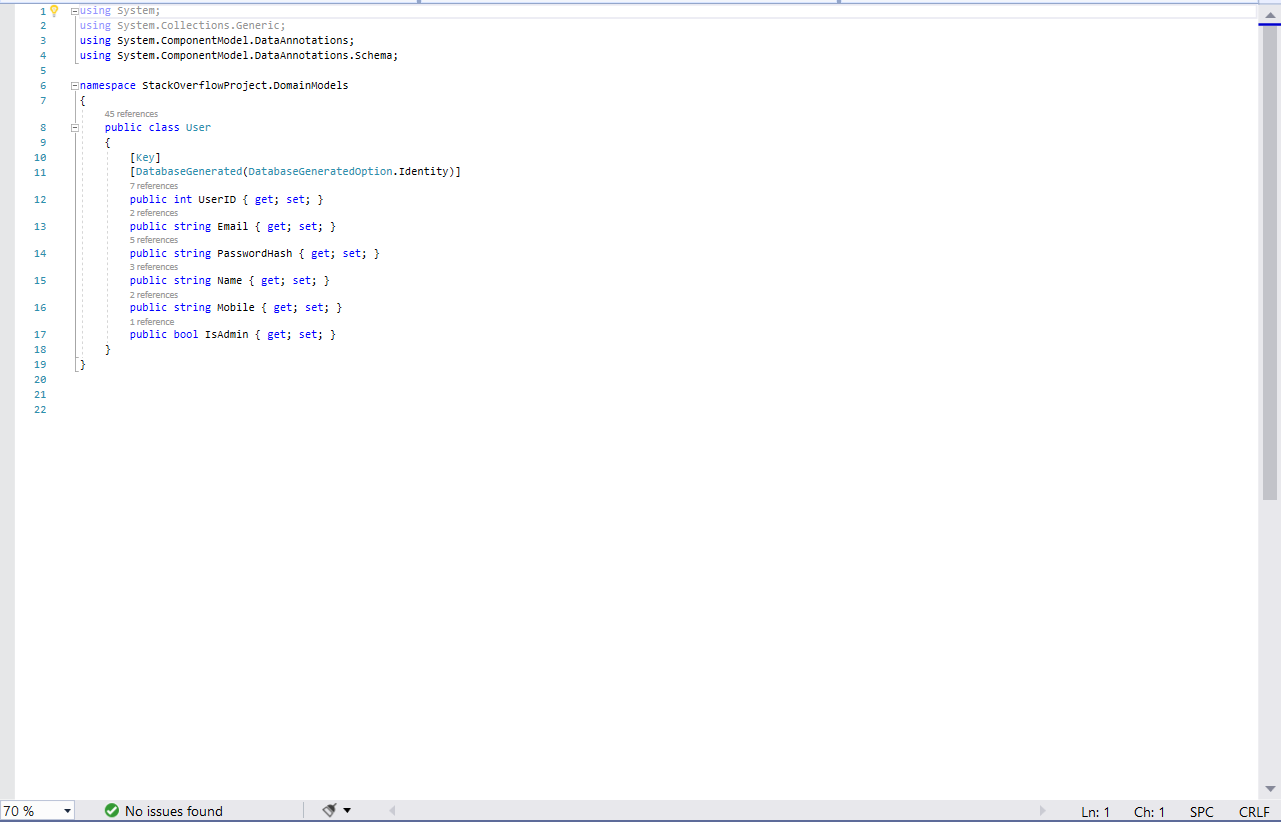 1 using System;
2 using System.Collections.Generic;
3 using System.ComponentModel.DataAnnotations;
4 using System.ComponentModel.DataAnnotations.Schema;
5
6 namespace StackOverflowProject.DomainModels
7 {
45 references
8 public class User
9 {
10 [Key]
11 [DatabaseGenerated(DatabaseGeneratedOption.Identity)]
7 references
12 public int UserID { get; set; }
2 references
13 public string Email { get; set; }
5 references
14 public string PasswordHash { get; set; }
3 references
15 public string Name { get; set; }
2 references
16 public string Mobile { get; set; }
1 reference
17 public bool IsAdmin { get; set; }
18 }
19 }
20
21
22
70 % No issues found Ln: 1 Ch: 1 SPC CRLF